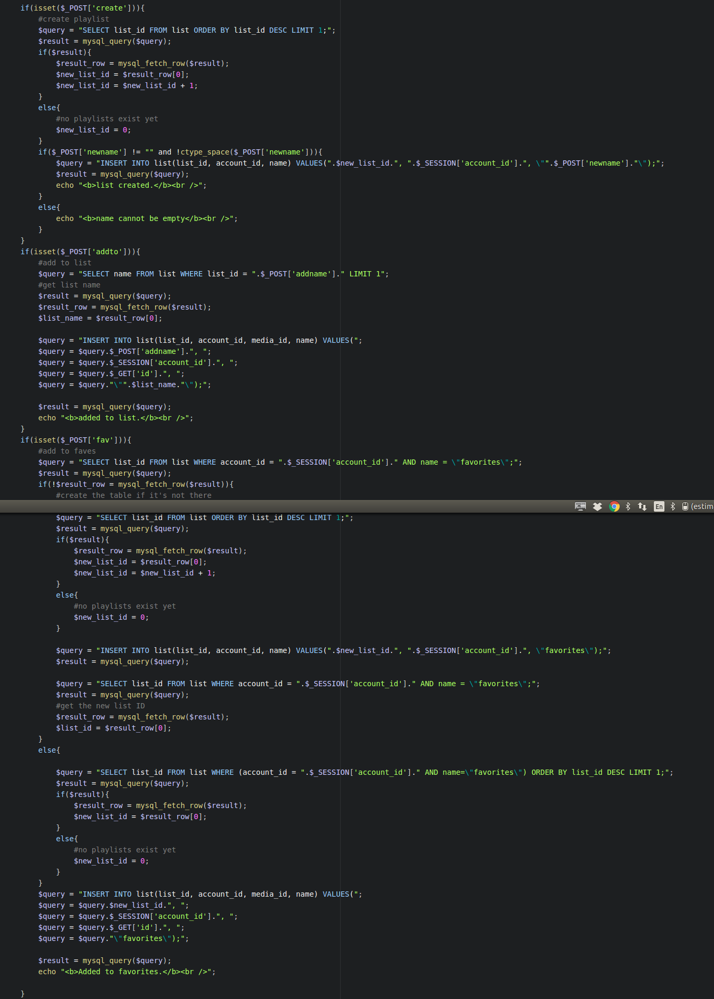 if(isset($_POST['create'])){
#create playlist
$query = "SELECT list_id FROM list ORDER BY list_id DESC LIMIT 1;";
$result = mysql_query($query);
if($result){
$result_row = mysql_fetch_row($result);
$new_list_id = $result_row[0];
$new_list_id = $new_list_id + 1;
}
else{
#no playlists exist yet
$new_list_id = 0;
}
if($_POST['newname'] != "" and !ctype_space($_POST['newname'])){
$query = "INSERT INTO list(list_id, account_id, name) VALUES(".$new_list_id.", ".$_SESSION['account_id'].", \"".$_POST['newname']."\");";
$result = mysql_query($query);
echo "<b>list created.</b><br />";
}
else{
echo "<b>name cannot be empty</b><br />";
}
}
if(isset($_POST['addto'])){
#add to list
$query = "SELECT name FROM list WHERE list_id = ".$_POST['addname']." LIMIT 1";
#get list name
$result = mysql_query($query);
$result_row = mysql_fetch_row($result);
$list_name = $result_row[0];
$query = "INSERT INTO list(list_id, account_id, media_id, name) VALUES(";
$query = $query.$_POST['addname'].", ";
$query = $query.$_SESSION['account_id'].", ";
$query = $query.$_GET['id'].", ";
$query = $query."\"".$list_name."\");";
$result = mysql_query($query);
echo "<b>added to list.</b><br />";
}
if(isset($_POST['fav'])){
#add to faves
$query = "SELECT list_id FROM list WHERE account_id = ".$_SESSION['account_id']." AND name = \"favorites\";";
$result = mysql_query($query);
if(!$result_row = mysql_fetch_row($result)){
#create the table if it's not there
En (estim
$query = "SELECT list_id FROM list ORDER BY list_id DESC LIMIT 1;";
$result = mysql_query($query);
if($result){
$result_row = mysql_fetch_row($result);
$new_list_id = $result_row[0];
$new_list_id = $new_list_id + 1;
}
else{
#no playlists exist yet
$new_list_id = 0;
}
$query = "INSERT INTO list(list_id, account_id, name) VALUES(".$new_list_id.", ".$_SESSION['account_id'].", \"favorites\");";
$result = mysql_query($query);
$query = "SELECT list_id FROM list WHERE account_id = ".$_SESSION['account_id']." AND name = \"favorites\";";
$result = mysql_query($query);
#get the new list ID
$result_row = mysql_fetch_row($result);
$list_id = $result_row[0];
}
else{
$query = "SELECT list_id FROM list WHERE (account_id = ".$_SESSION['account_id']." AND name=\"favorites\") ORDER BY list_id DESC LIMIT 1;";
$result = mysql_query($query);
if($result){
$result_row = mysql_fetch_row($result);
$new_list_id = $result_row[0];
}
else{
#no playlists exist yet
$new_list_id = 0;
}
}
$query = "INSERT INTO list(list_id, account_id, media_id, name) VALUES(";
$query = $query.$new_list_id.", ";
$query = $query.$_SESSION['account_id'].", ";
$query = $query.$_GET['id'].", ";
$query = $query."\"favorites\");";
$result = mysql_query($query);
echo "<b>Added to favorites.</b><br />";
}